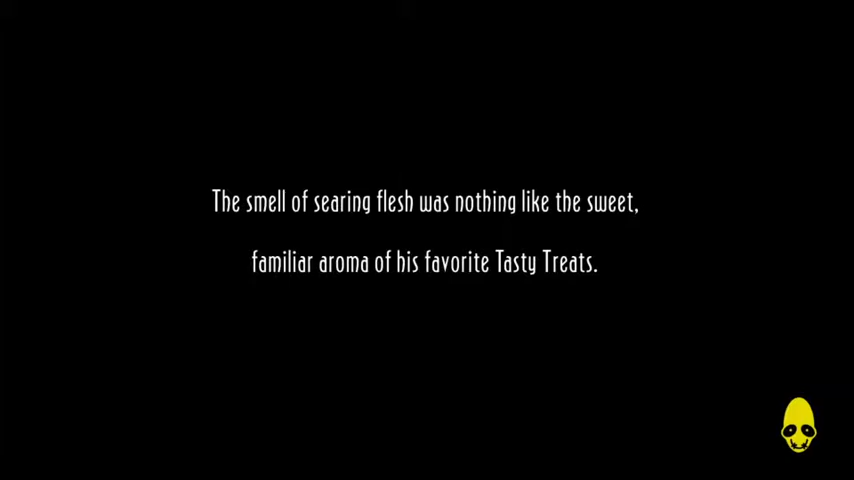 The smell of searing flesh was nothing like the sweet,
familiar aroma of his favorite Tasty Treats.